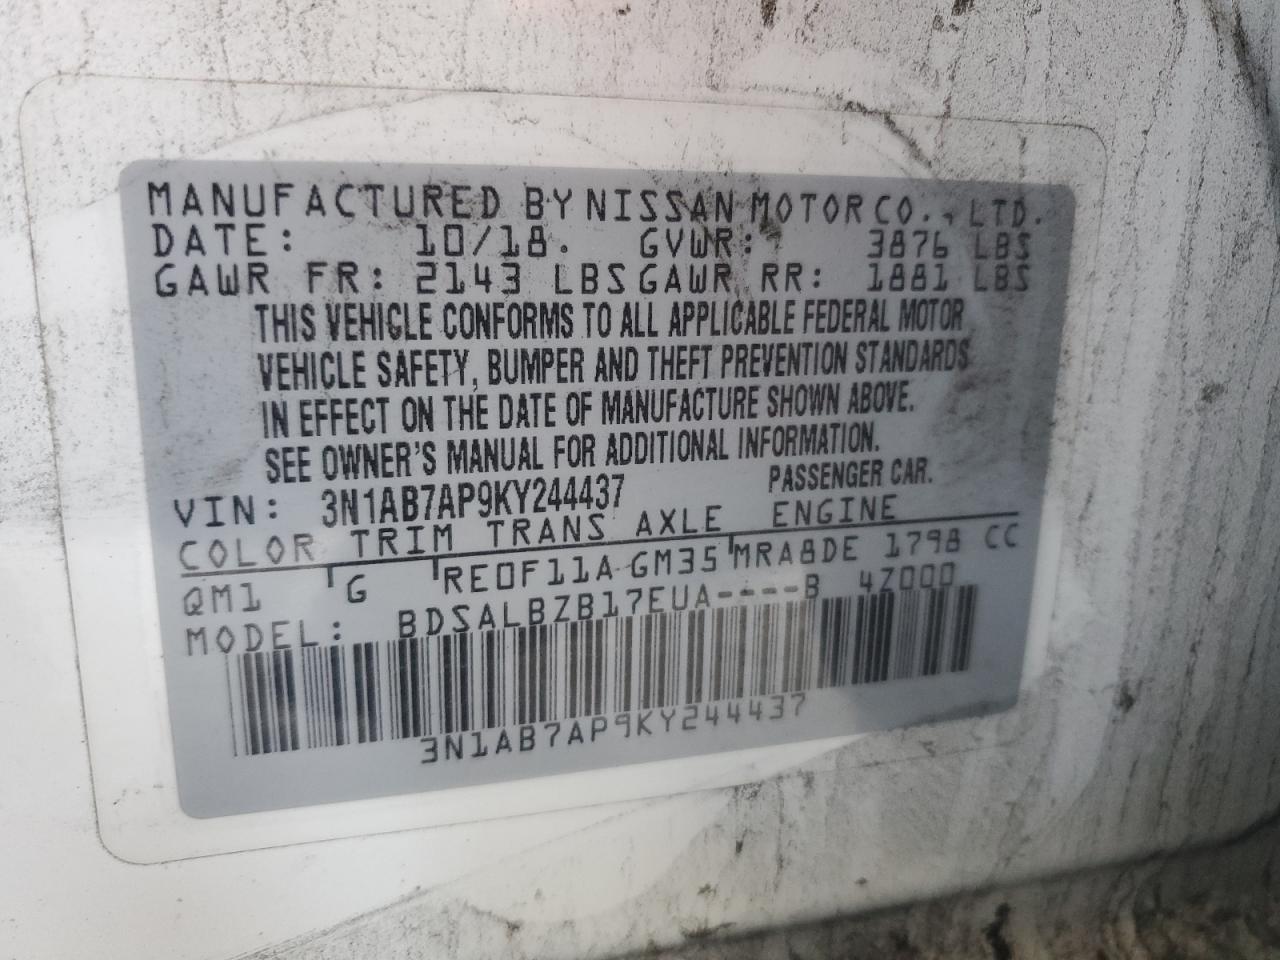 MANUFACTURED BY NISSAN MOTOR CO., LTD.
DATE: 10/18. GVWR: 3876 LBS
GAWR FR: 2143 LBS GAWR RR: 1881 LBS
THIS VEHICLE CONFORMS TO ALL APPLICABLE FEDERAL MOTOR
VEHICLE SAFETY, BUMPER AND THEFT PREVENTION STANDARDS
IN EFFECT ON THE DATE OF MANUFACTURE SHOWN ABOVE.
SEE OWNER'S MANUAL FOR ADDITIONAL INFORMATION.
VIN: 3N1AB7AP9KY244437 PASSENGER CAR.
COLOR TRIM TRANS AXLE ENGINE
QM1 G RE0F11A GM35 MRA8DE 1798 CC
MODEL: BDSALBZB17EUA----B 4Z000
3N1AB7AP9KY244437